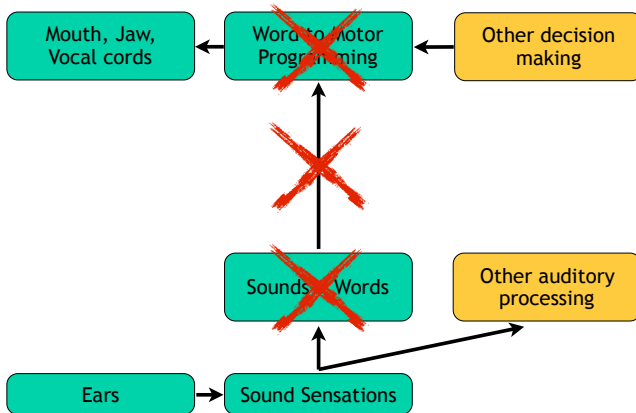 Mouth, Jaw,
Vocal cords
Word to Motor
Programming
Other decision
making
Sounds Words
Other auditory
processing
Ears
Sound Sensations